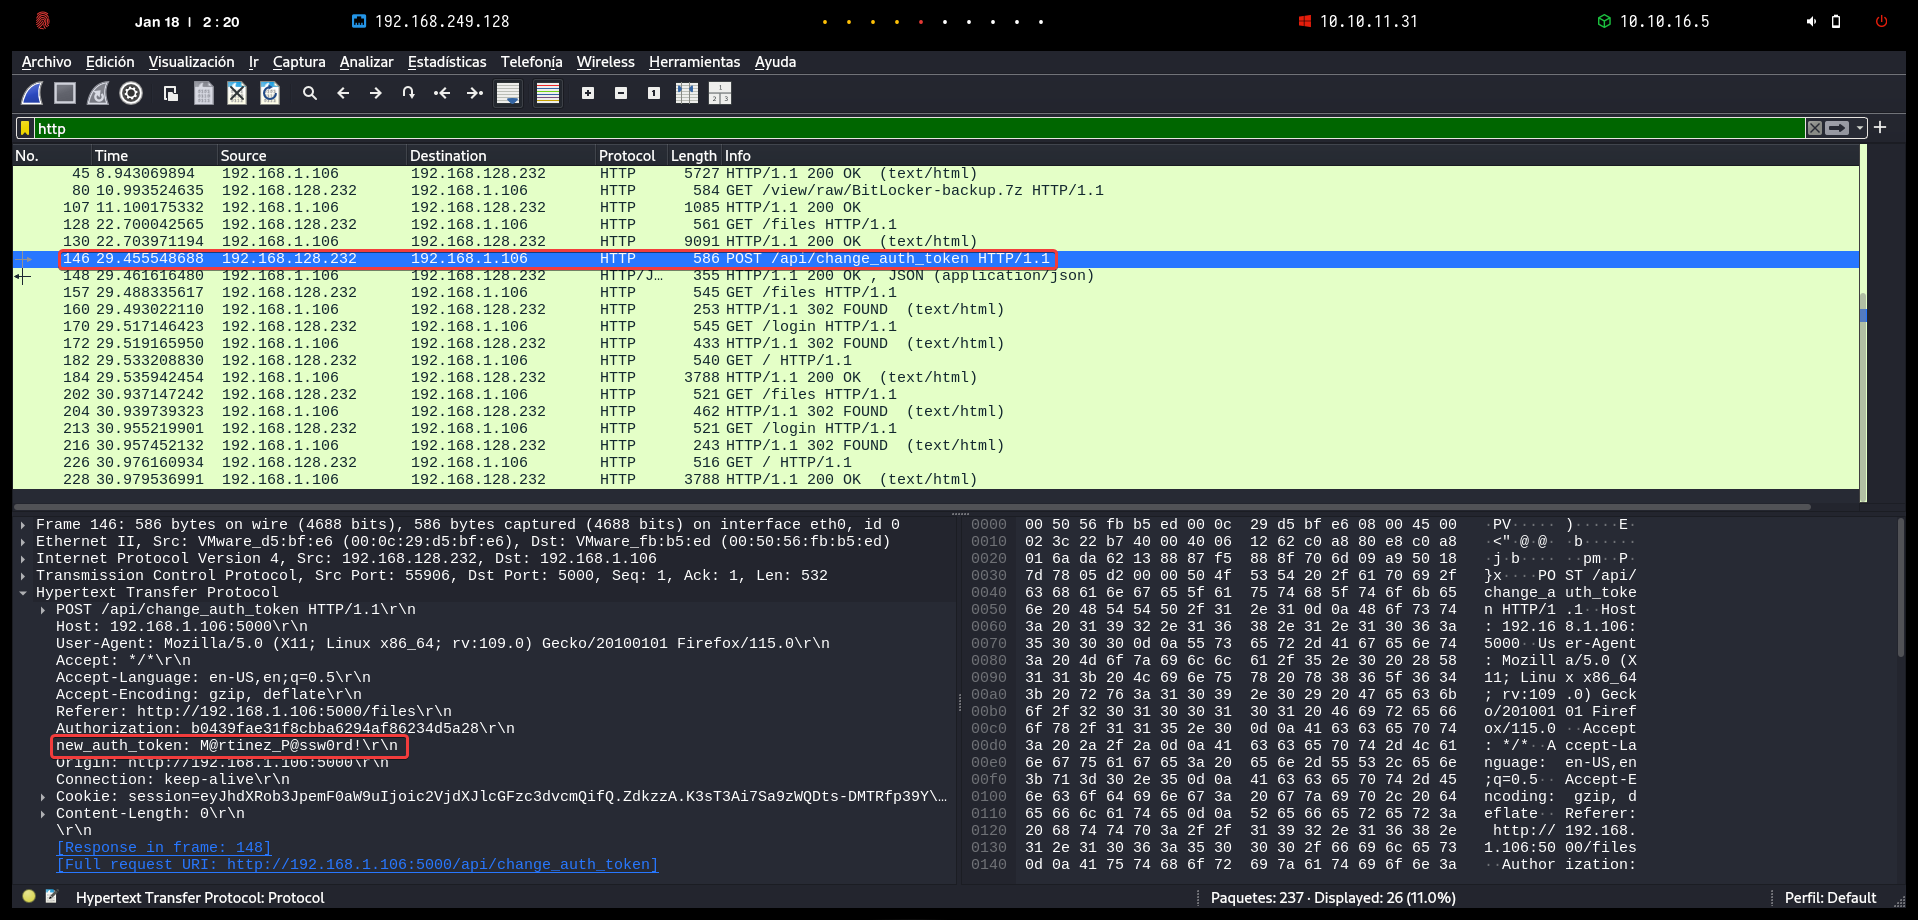 Jan 18 | 2:20 192.168.249.128 10.10.11.31 10.10.16.5
Archivo Edición Visualización Ir Captura Analizar Estadísticas Telefonía Wireless Herramientas Ayuda
http
No. Time Source Destination Protocol Length Info
45 8.943069894 192.168.1.106 192.168.128.232 HTTP 5727 HTTP/1.1 200 OK (text/html)
80 10.993524635 192.168.128.232 192.168.1.106 HTTP 584 GET /view/raw/BitLocker-backup.7z HTTP/1.1
107 11.100175332 192.168.1.106 192.168.128.232 HTTP 1085 HTTP/1.1 200 OK
128 22.700042565 192.168.128.232 192.168.1.106 HTTP 561 GET /files HTTP/1.1
130 22.703971194 192.168.1.106 192.168.128.232 HTTP 9091 HTTP/1.1 200 OK (text/html)
146 29.455548688 192.168.128.232 192.168.1.106 HTTP 586 POST /api/change_auth_token HTTP/1.1
148 29.461616480 192.168.1.106 192.168.128.232 HTTP/J… 355 HTTP/1.1 200 OK , JSON (application/json)
157 29.488335617 192.168.128.232 192.168.1.106 HTTP 545 GET /files HTTP/1.1
160 29.493022110 192.168.1.106 192.168.128.232 HTTP 253 HTTP/1.1 302 FOUND (text/html)
170 29.517146423 192.168.128.232 192.168.1.106 HTTP 545 GET /login HTTP/1.1
172 29.519165950 192.168.1.106 192.168.128.232 HTTP 433 HTTP/1.1 302 FOUND (text/html)
182 29.533208830 192.168.128.232 192.168.1.106 HTTP 540 GET / HTTP/1.1
184 29.535942454 192.168.1.106 192.168.128.232 HTTP 3788 HTTP/1.1 200 OK (text/html)
202 30.937147242 192.168.128.232 192.168.1.106 HTTP 521 GET /files HTTP/1.1
204 30.939739323 192.168.1.106 192.168.128.232 HTTP 462 HTTP/1.1 302 FOUND (text/html)
213 30.955219901 192.168.128.232 192.168.1.106 HTTP 521 GET /login HTTP/1.1
216 30.957452132 192.168.1.106 192.168.128.232 HTTP 243 HTTP/1.1 302 FOUND (text/html)
226 30.976160934 192.168.128.232 192.168.1.106 HTTP 516 GET / HTTP/1.1
228 30.979536991 192.168.1.106 192.168.128.232 HTTP 3788 HTTP/1.1 200 OK (text/html)
Frame 146: 586 bytes on wire (4688 bits), 586 bytes captured (4688 bits) on interface eth0, id 0
Ethernet II, Src: VMware_d5:bf:e6 (00:0c:29:d5:bf:e6), Dst: VMware_fb:b5:ed (00:50:56:fb:b5:ed)
Internet Protocol Version 4, Src: 192.168.128.232, Dst: 192.168.1.106
Transmission Control Protocol, Src Port: 55906, Dst Port: 5000, Seq: 1, Ack: 1, Len: 532
Hypertext Transfer Protocol
POST /api/change_auth_token HTTP/1.1\r\n
Host: 192.168.1.106:5000\r\n
User-Agent: Mozilla/5.0 (X11; Linux x86_64; rv:109.0) Gecko/20100101 Firefox/115.0\r\n
Accept: */*\r\n
Accept-Language: en-US,en;q=0.5\r\n
Accept-Encoding: gzip, deflate\r\n
Referer: http://192.168.1.106:5000/files\r\n
Authorization: b0439fae31f8cbba6294af86234d5a28\r\n
new_auth_token: M@rtinez_P@ssw0rd!\r\n
Origin: http://192.168.1.106:5000\r\n
Connection: keep-alive\r\n
Cookie: session=eyJhdXRob3JpemF0aW9uIjoic2VjdXJlcGFzc3dvcmQifQ.ZdkzzA.K3sT3Ai7Sa9zWQDts-DMTRfp39Y\…
Content-Length: 0\r\n
\r\n
[Response in frame: 148]
[Full request URI: http://192.168.1.106:5000/api/change_auth_token]
0000 00 50 56 fb b5 ed 00 0c 29 d5 bf e6 08 00 45 00 ·PV····· )·····E·
0010 02 3c 22 b7 40 00 40 06 12 62 c0 a8 80 e8 c0 a8 ·<"·@·@· ·b······
0020 01 6a da 62 13 88 87 f5 88 8f 70 6d 09 a9 50 18 ·j·b···· ··pm··P·
0030 7d 78 05 d2 00 00 50 4f 53 54 20 2f 61 70 69 2f }x····PO ST /api/
0040 63 68 61 6e 67 65 5f 61 75 74 68 5f 74 6f 6b 65 change_a uth_toke
0050 6e 20 48 54 54 50 2f 31 2e 31 0d 0a 48 6f 73 74 n HTTP/1 .1··Host
0060 3a 20 31 39 32 2e 31 36 38 2e 31 2e 31 30 36 3a : 192.16 8.1.106:
0070 35 30 30 30 0d 0a 55 73 65 72 2d 41 67 65 6e 74 5000··Us er-Agent
0080 3a 20 4d 6f 7a 69 6c 6c 61 2f 35 2e 30 20 28 58 : Mozill a/5.0 (X
0090 31 31 3b 20 4c 69 6e 75 78 20 78 38 36 5f 36 34 11; Linu x x86_64
00a0 3b 20 72 76 3a 31 30 39 2e 30 29 20 47 65 63 6b ; rv:109 .0) Geck
00b0 6f 2f 32 30 31 30 30 31 30 31 20 46 69 72 65 66 o/201001 01 Firef
00c0 6f 78 2f 31 31 35 2e 30 0d 0a 41 63 63 65 70 74 ox/115.0 ··Accept
00d0 3a 20 2a 2f 2a 0d 0a 41 63 63 65 70 74 2d 4c 61 : */*··A ccept-La
00e0 6e 67 75 61 67 65 3a 20 65 6e 2d 55 53 2c 65 6e nguage:  en-US,en
00f0 3b 71 3d 30 2e 35 0d 0a 41 63 63 65 70 74 2d 45 ;q=0.5·· Accept-E
0100 6e 63 6f 64 69 6e 67 3a 20 67 7a 69 70 2c 20 64 ncoding:  gzip, d
0110 65 66 6c 61 74 65 0d 0a 52 65 66 65 72 65 72 3a eflate·· Referer:
0120 20 68 74 74 70 3a 2f 2f 31 39 32 2e 31 36 38 2e  http:// 192.168.
0130 31 2e 31 30 36 3a 35 30 30 30 2f 66 69 6c 65 73 1.106:50 00/files
0140 0d 0a 41 75 74 68 6f 72 69 7a 61 74 69 6f 6e 3a ··Author ization:
Hypertext Transfer Protocol: Protocol Paquetes: 237 · Displayed: 26 (11.0%) Perfil: Default